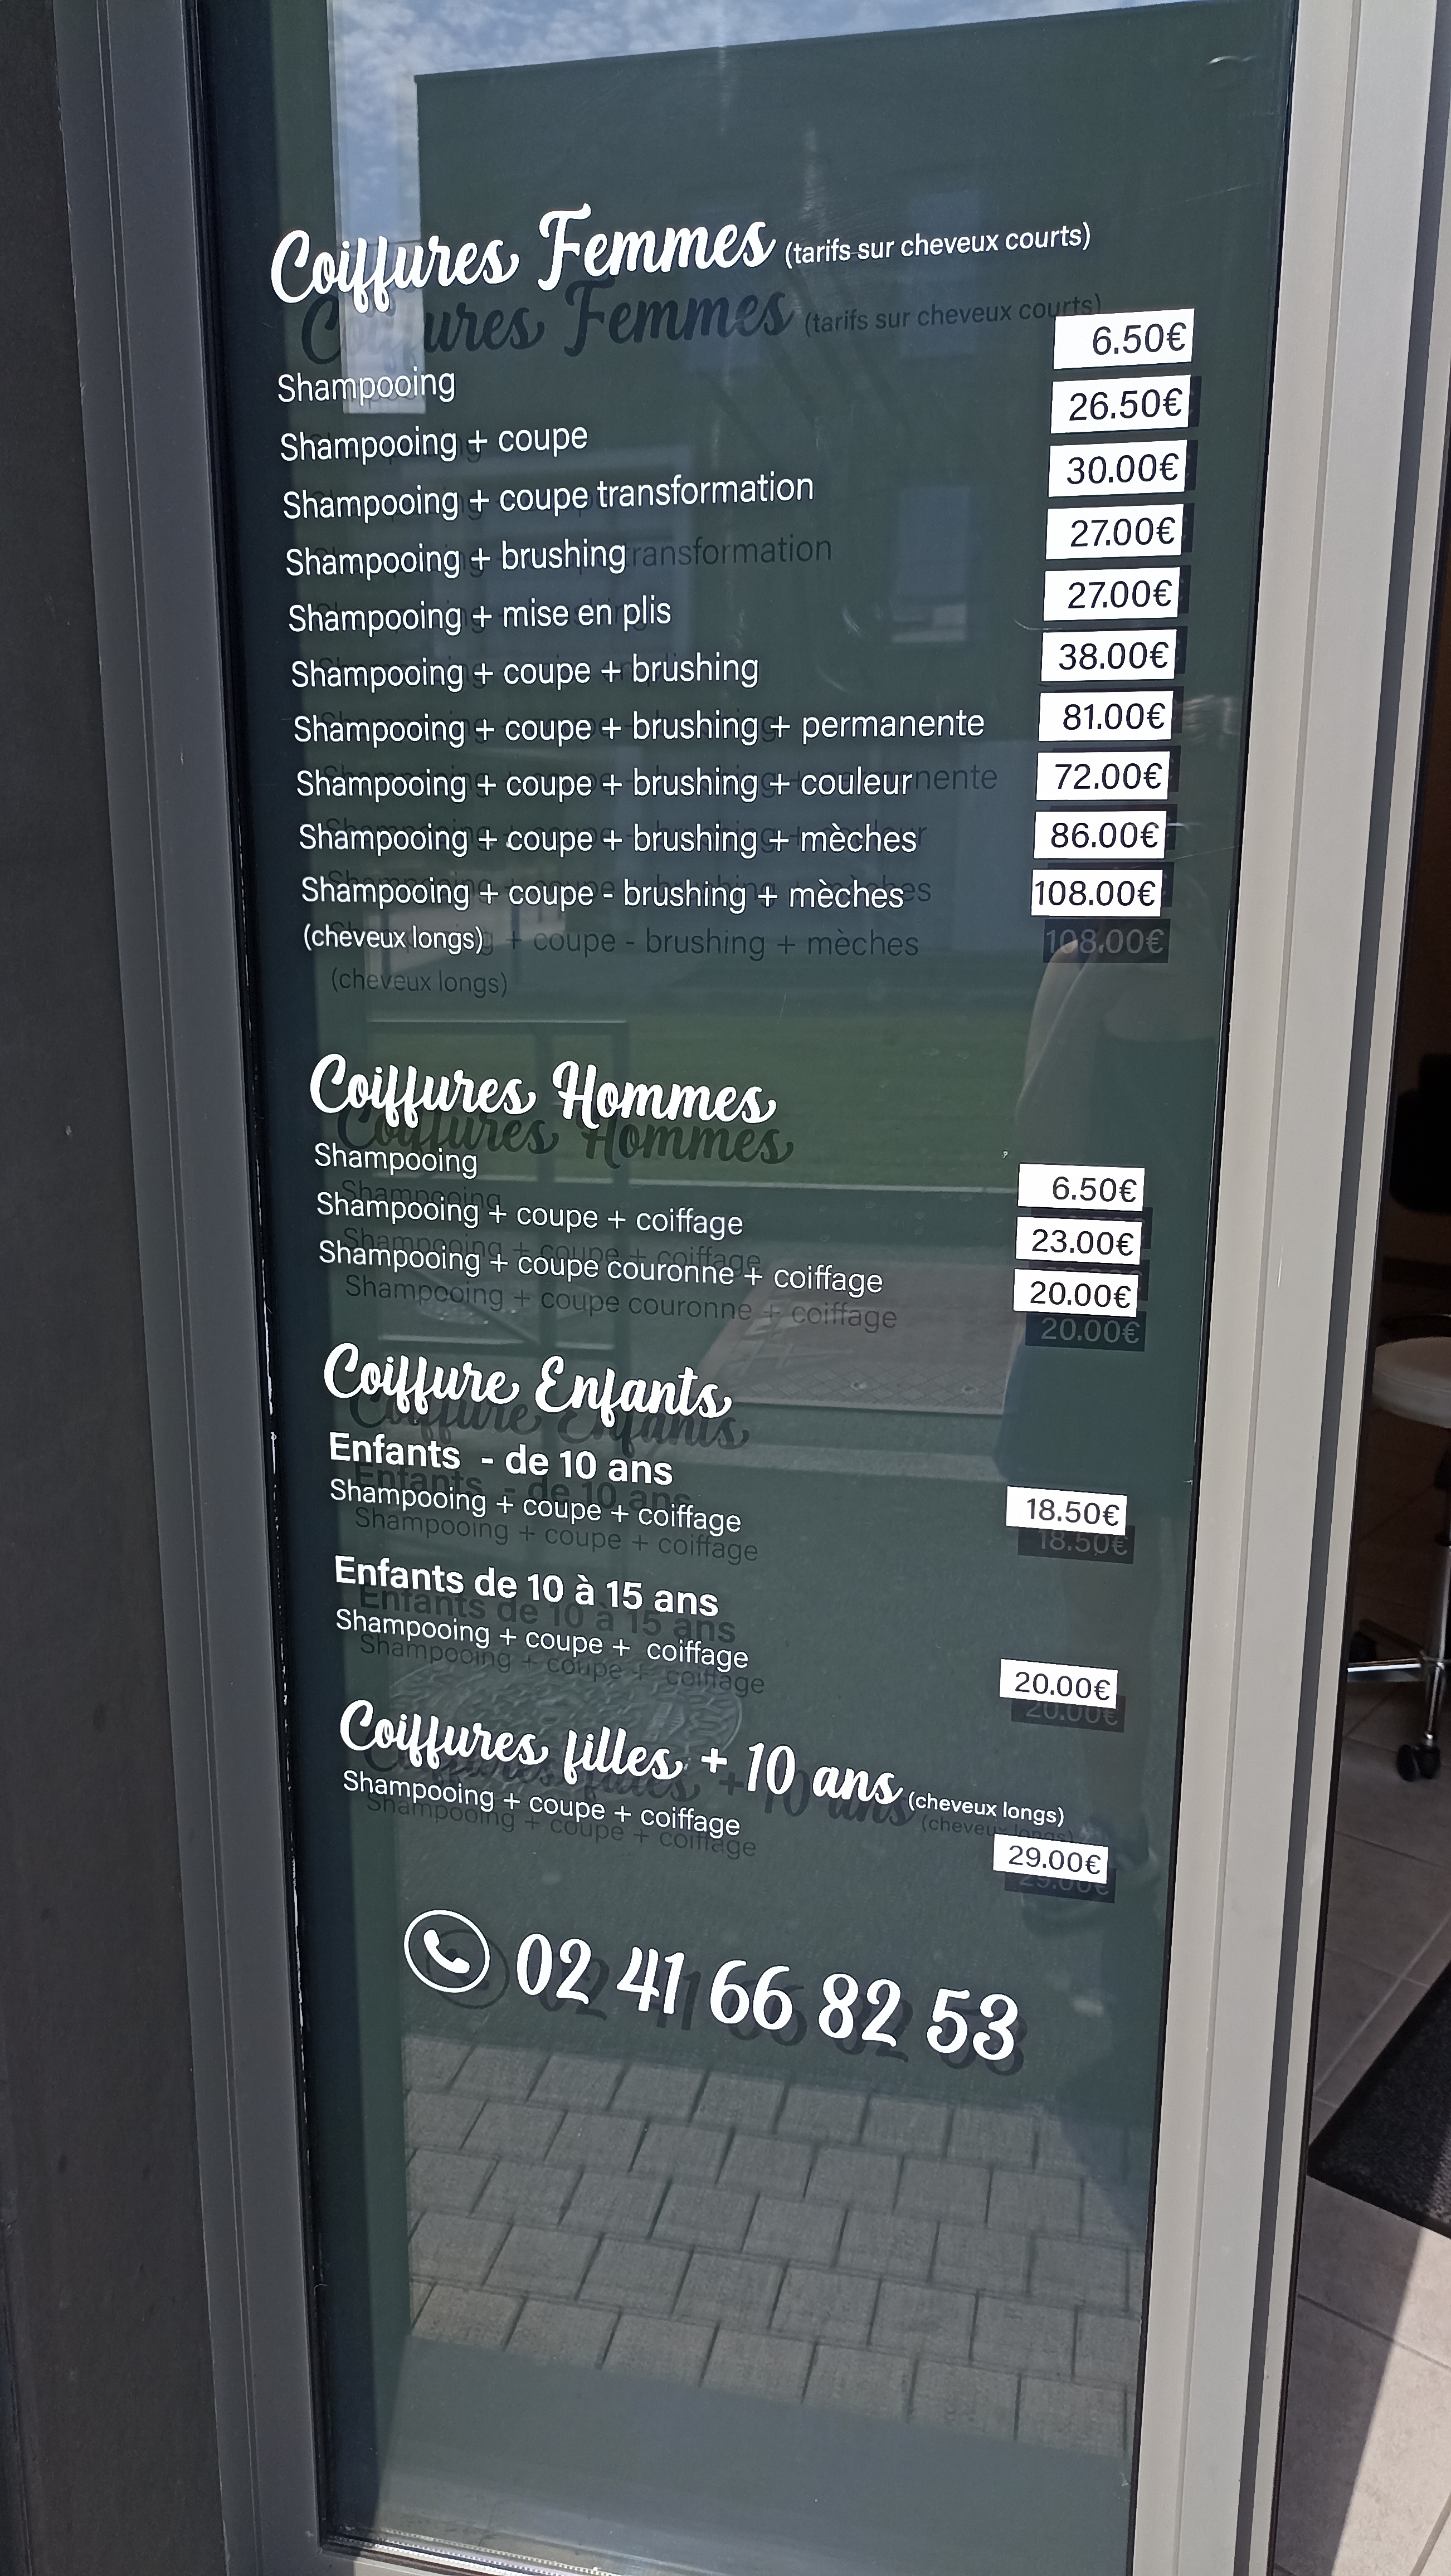 Coiffures Femmes (tarifs sur cheveux courts)
Shampooing 6.50€
Shampooing + coupe 26.50€
Shampooing + coupe transformation 30.00€
Shampooing + brushing 27.00€
Shampooing + mise en plis 27.00€
Shampooing + coupe + brushing 38.00€
Shampooing + coupe + brushing + permanente 81.00€
Shampooing + coupe + brushing + couleur 72.00€
Shampooing + coupe + brushing + mèches 86.00€
Shampooing + coupe - brushing + mèches 108.00€
(cheveux longs)
Coiffures Hommes
Shampooing 6.50€
Shampooing + coupe + coiffage 23.00€
Shampooing + coupe couronne + coiffage 20.00€
Coiffure Enfants
Enfants - de 10 ans
Shampooing + coupe + coiffage 18.50€
Enfants de 10 à 15 ans
Shampooing + coupe + coiffage 20.00€
Coiffures filles + 10 ans (cheveux longs)
Shampooing + coupe + coiffage 29.00€
02 41 66 82 53